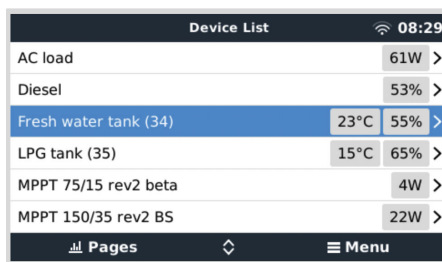 Device List 08:29
AC load 61W
Diesel 53%
Fresh water tank (34) 23°C 55%
LPG tank (35) 15°C 65%
MPPT 75/15 rev2 beta 4W
MPPT 150/35 rev2 BS 22W
Pages Menu